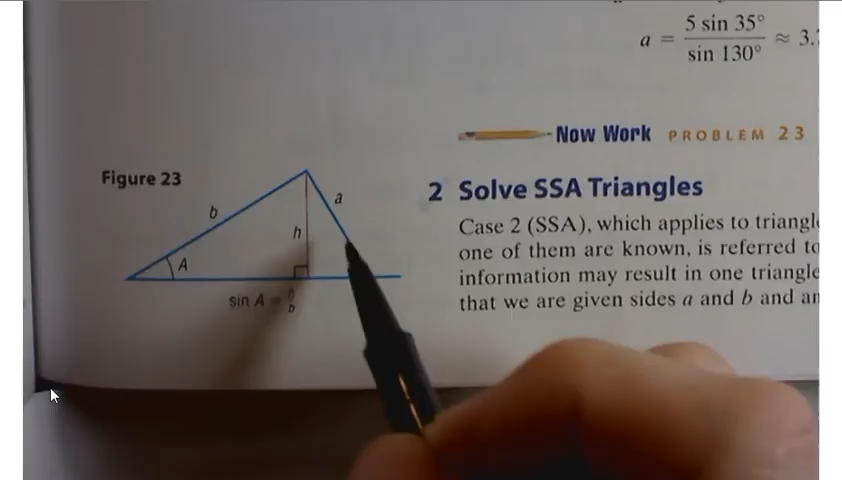 a = 5 sin 35° / sin 130° ≈ 3.
Now Work PROBLEM 23
Figure 23
b
a
h
A
sin A = h/b
2 Solve SSA Triangles
Case 2 (SSA), which applies to
one of them are known, is referred to
information may result in one triangle
that we are given sides a and b and